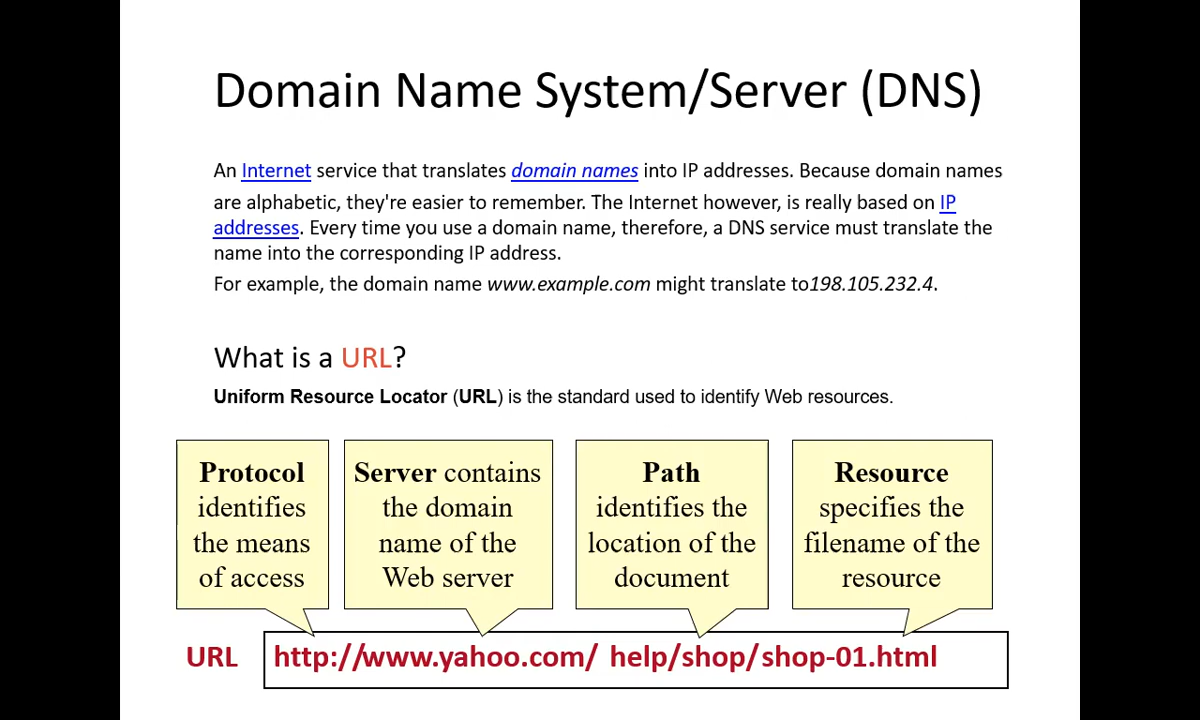 Domain Name System/Server (DNS)
An Internet service that translates domain names into IP addresses. Because domain names
are alphabetic, they're easier to remember. The Internet however, is really based on IP
addresses. Every time you use a domain name, therefore, a DNS service must translate the
name into the corresponding IP address.
For example, the domain name www.example.com might translate to198.105.232.4.
What is a URL?
Uniform Resource Locator (URL) is the standard used to identify Web resources.
Protocol
identifies
the means
of access
Server contains
the domain
name of the
Web server
Path
identifies the
location of the
document
Resource
specifies the
filename of the
resource
URL
http://www.yahoo.com/ help/shop/shop-01.html